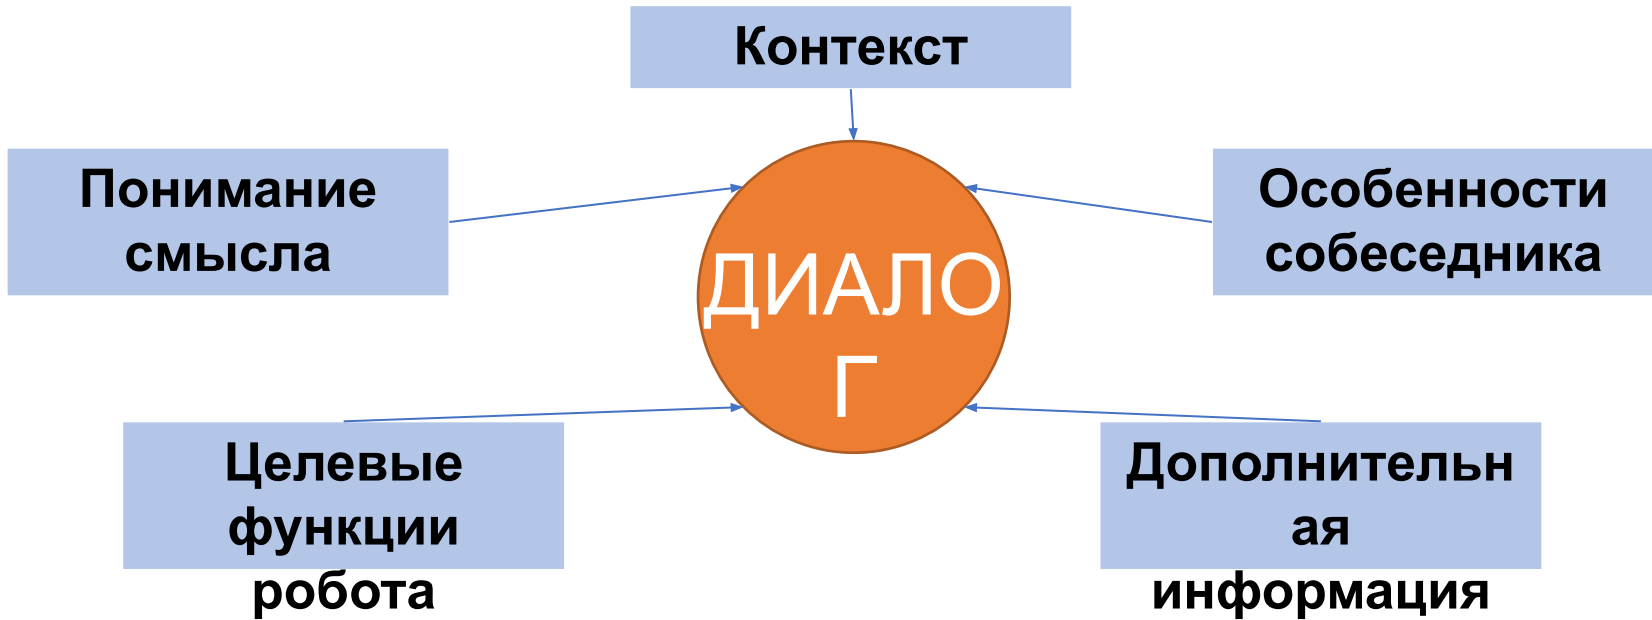 Контекст
Понимание
смысла
Особенности
собеседника
ДИАЛО
Г
Целевые
функции
робота
Дополнительн
ая
информация